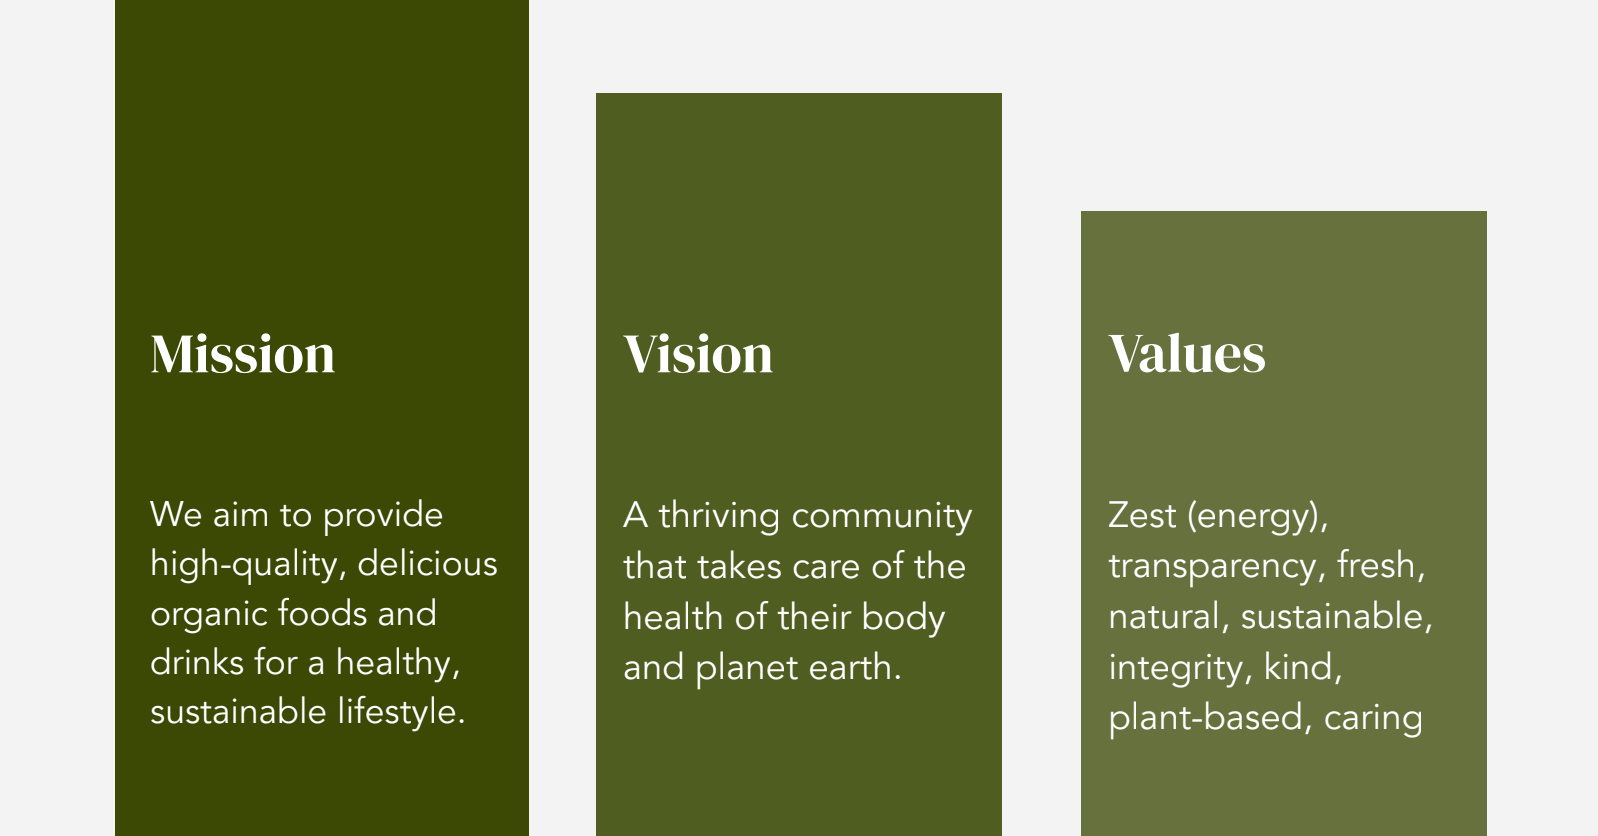 Mission
We aim to provide
high-quality, delicious
organic foods and
drinks for a healthy,
sustainable lifestyle.
Vision
A thriving community
that takes care of the
health of their body
and planet earth.
Values
Zest (energy),
transparency, fresh,
natural, sustainable,
integrity, kind,
plant-based, caring